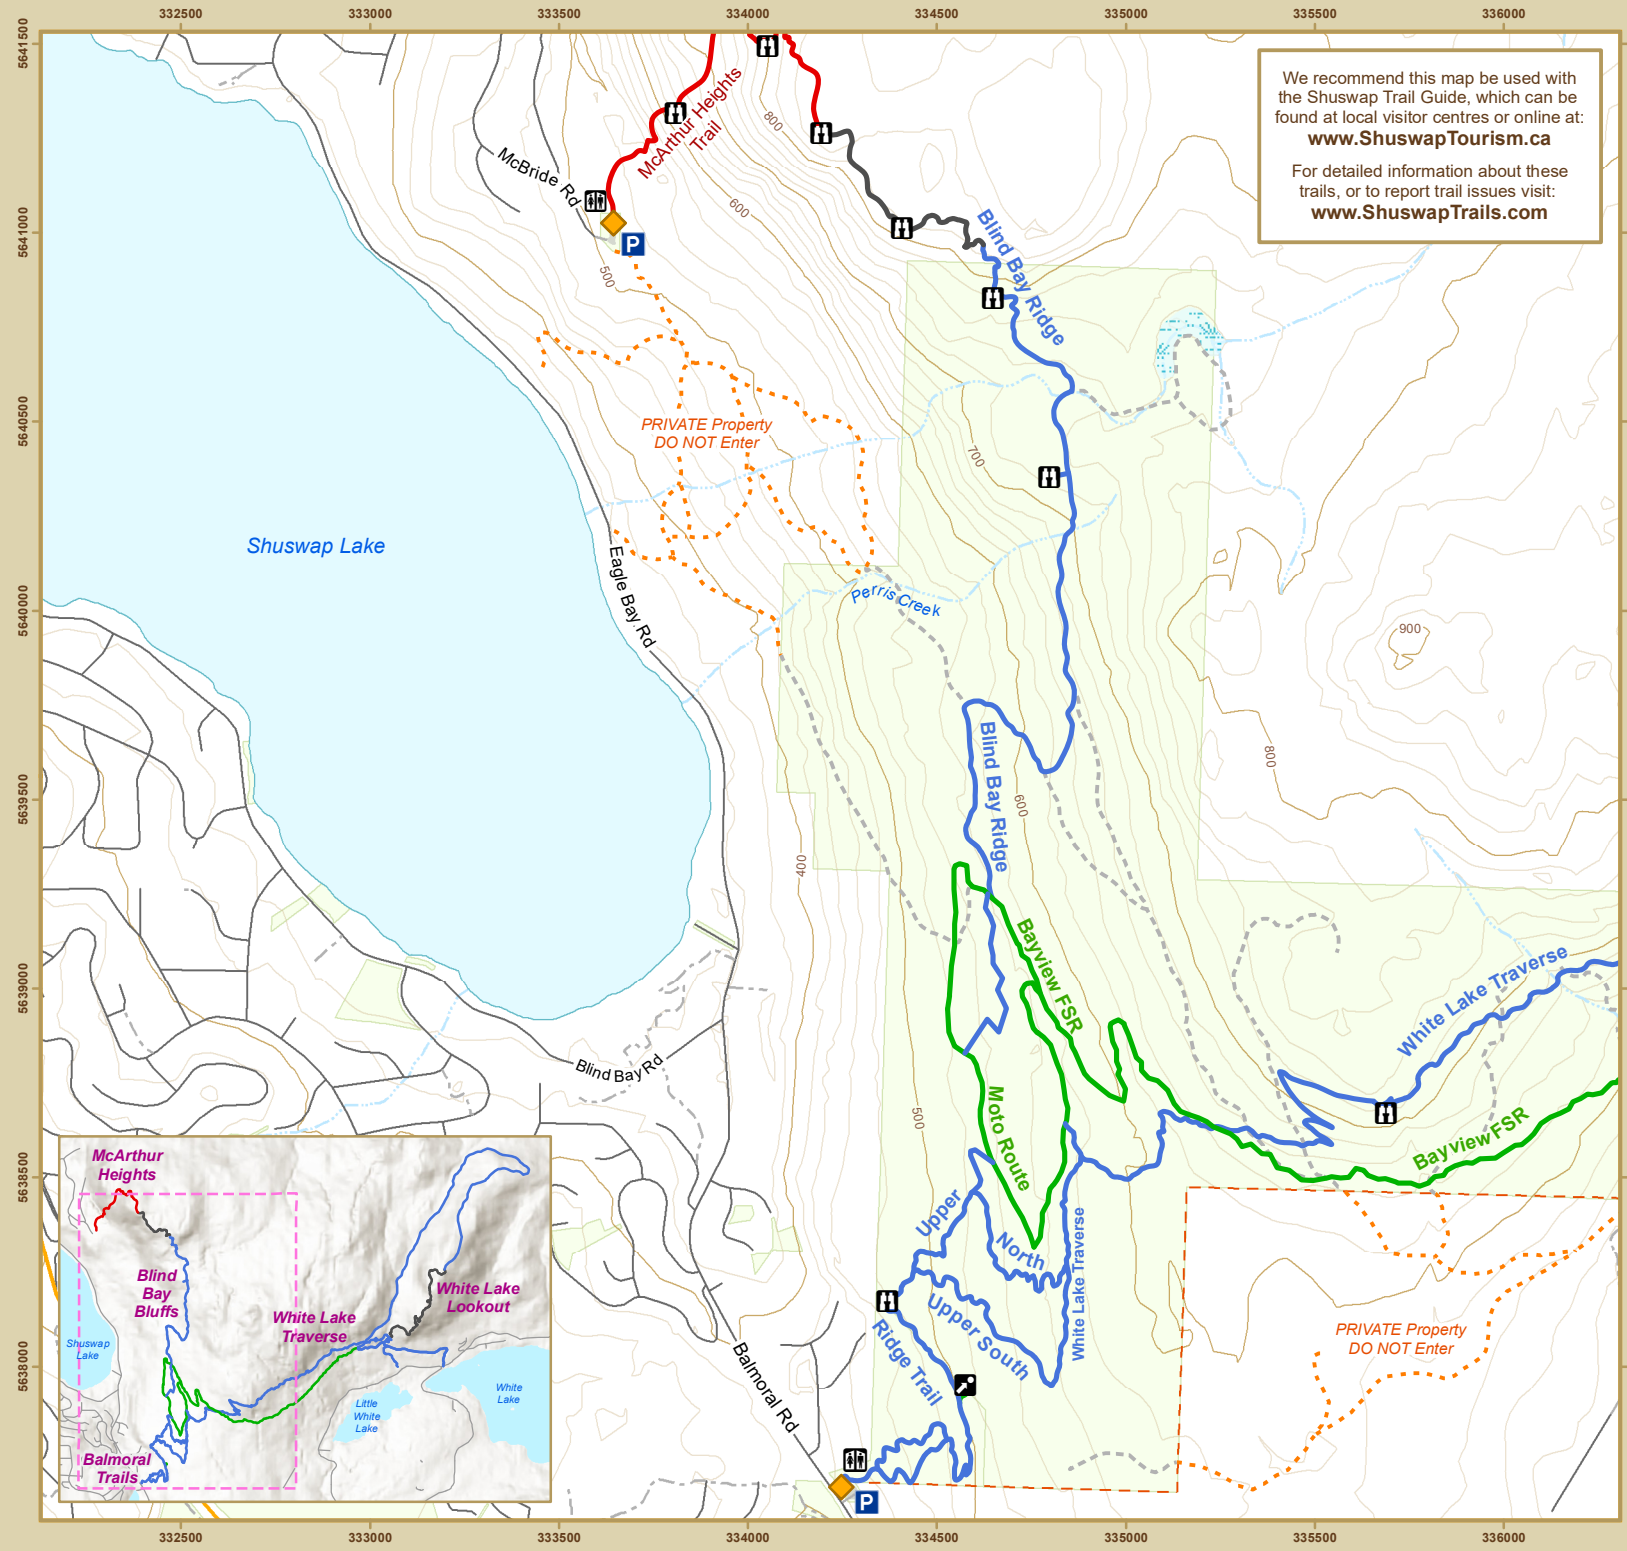 332500
333000
333500
334000
334500
335000
335500
336000
5641500
5641000
5640500
5640000
5639500
5639000
5638500
5638000
We recommend this map be used with
the Shuswap Trail Guide, which can be
found at local visitor centres or online at:
www.ShuswapTourism.ca
For detailed information about these
trails, or to report trail issues visit:
www.ShuswapTrails.com
McArthur Heights
Trail
McBride Rd
P
800
600
500
Blind Bay Ridge
PRIVATE Property
DO NOT Enter
700
Shuswap Lake
Eagle Bay Rd
Perris Creek
900
800
Blind Bay Ridge
600
400
Bayview FSR
White Lake Traverse
Blind Bay Rd
Moto Route
500
Bayview FSR
Upper
North
White Lake Traverse
Upper South
Ridge Trail
PRIVATE Property
DO NOT Enter
Balmoral Rd
P
McArthur
Heights
Blind
Bay
Bluffs
White Lake
Lookout
White Lake
Traverse
Shuswap
Lake
White
Lake
Little
White
Lake
Balmoral
Trails
332500
333000
333500
334000
334500
335000
335500
336000